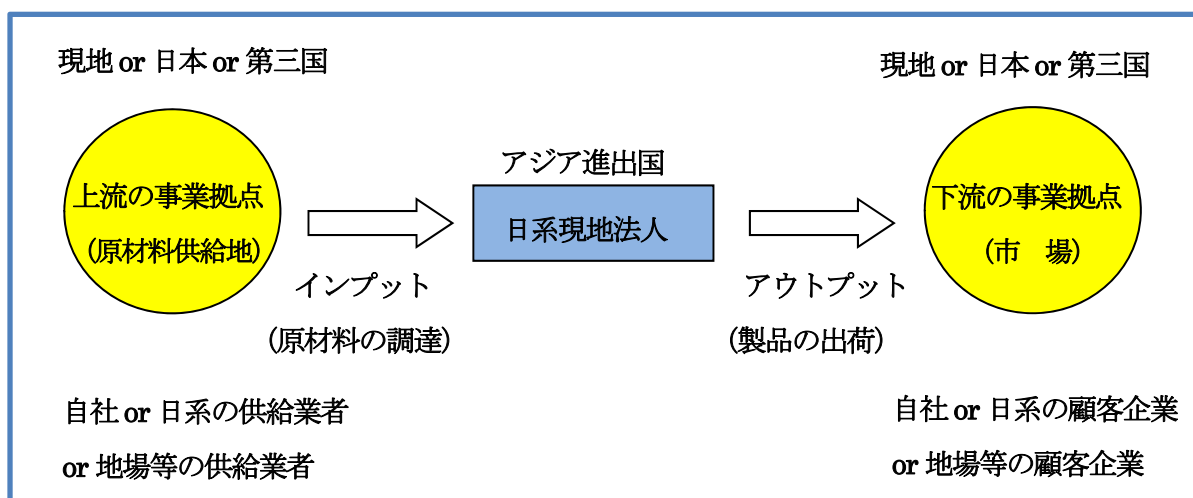 現地 or 日本 or 第三国
上流の事業拠点
(原材料供給地)
インプット
(原材料の調達)
自社 or 日系の供給業者
or 地場等の供給業者
アジア進出国
日系現地法人
現地 or 日本 or 第三国
下流の事業拠点
(市　場)
アウトプット
(製品の出荷)
自社 or 日系の顧客企業
or 地場等の顧客企業